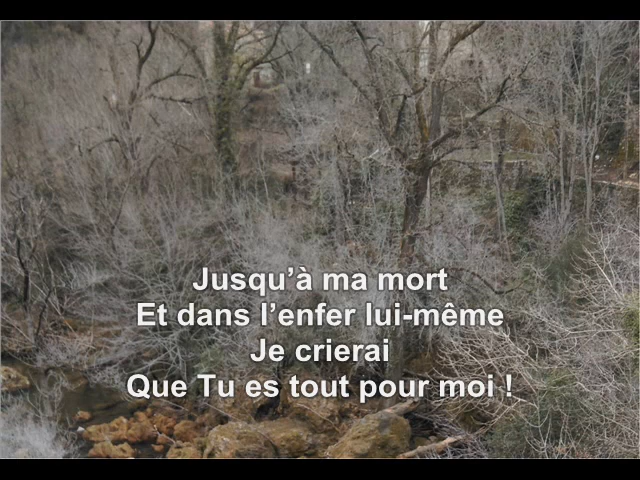 Jusqu’à ma mort
Et dans l’enfer lui-même
Je crierai
Que Tu es tout pour moi !